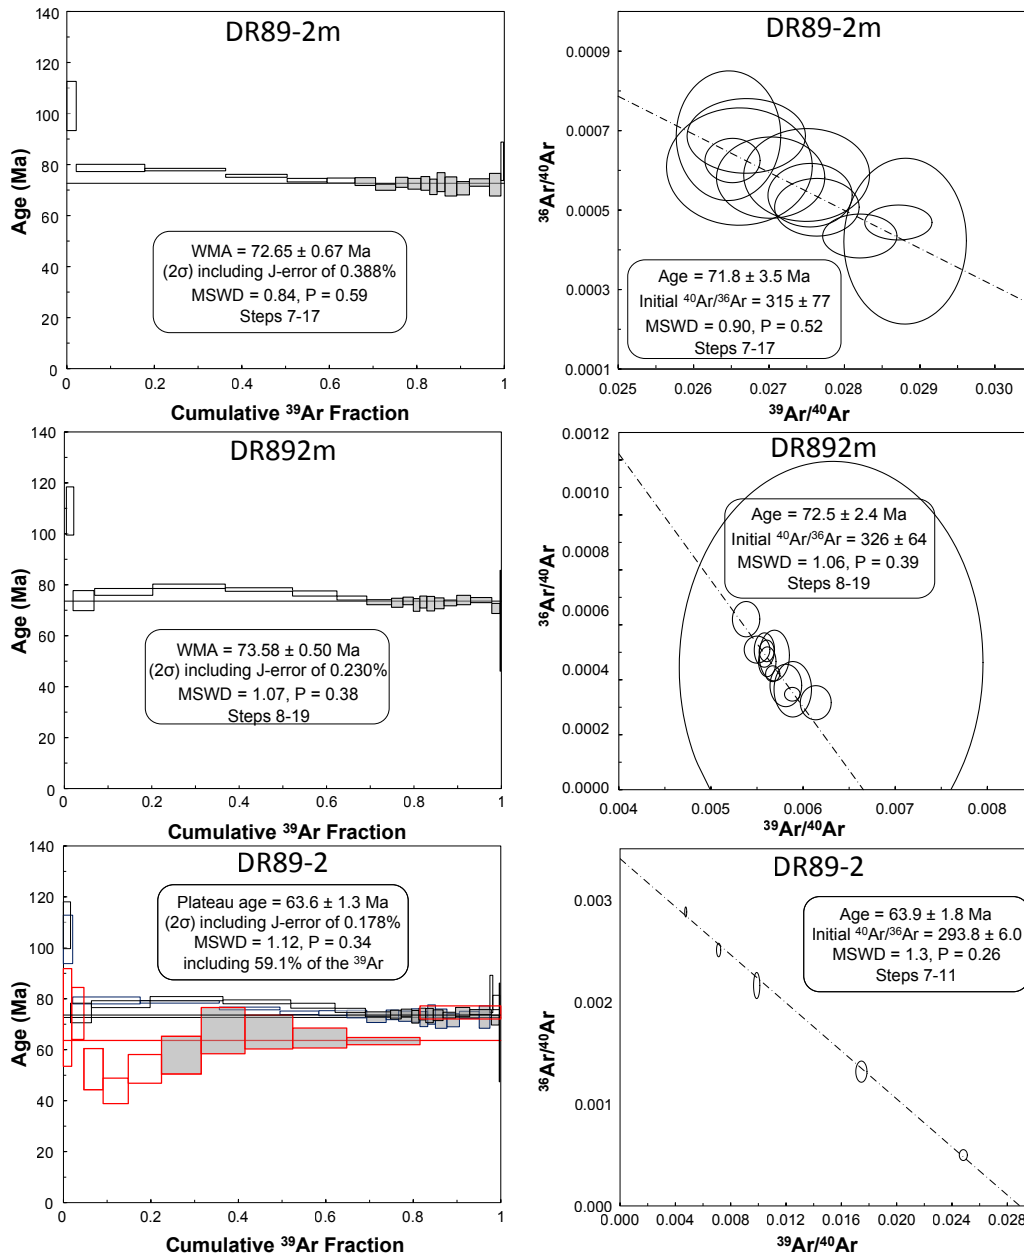 DR89-2m
140
120
100
80
60
40
20
0
Age (Ma)
WMA = 72.65 ± 0.67 Ma
(2σ) including J-error of 0.388%
MSWD = 0.84, P = 0.59
Steps 7-17
0 0.2 0.4 0.6 0.8 1
Cumulative ³⁹Ar Fraction
DR89-2m
0.0009
0.0007
0.0005
0.0003
0.0001
³⁶Ar/⁴⁰Ar
Age = 71.8 ± 3.5 Ma
Initial ⁴⁰Ar/³⁶Ar = 315 ± 77
MSWD = 0.90, P = 0.52
Steps 7-17
0.025 0.026 0.027 0.028 0.029 0.030
³⁹Ar/⁴⁰Ar
DR892m
140
120
100
80
60
40
20
0
Age (Ma)
WMA = 73.58 ± 0.50 Ma
(2σ) including J-error of 0.230%
MSWD = 1.07, P = 0.38
Steps 8-19
0 0.2 0.4 0.6 0.8 1
Cumulative ³⁹Ar Fraction
DR892m
0.0012
0.0010
0.0008
0.0006
0.0004
0.0002
0.0000
³⁶Ar/⁴⁰Ar
Age = 72.5 ± 2.4 Ma
Initial ⁴⁰Ar/³⁶Ar = 326 ± 64
MSWD = 1.06, P = 0.39
Steps 8-19
0.004 0.005 0.006 0.007 0.008
³⁹Ar/⁴⁰Ar
DR89-2
140
120
100
80
60
40
20
0
Age (Ma)
Plateau age = 63.6 ± 1.3 Ma
(2σ) including J-error of 0.178%
MSWD = 1.12, P = 0.34
including 59.1% of the ³⁹Ar
0 0.2 0.4 0.6 0.8 1
Cumulative ³⁹Ar Fraction
DR89-2
0.003
0.002
0.001
0.000
³⁶Ar/⁴⁰Ar
Age = 63.9 ± 1.8 Ma
Initial ⁴⁰Ar/³⁶Ar = 293.8 ± 6.0
MSWD = 1.3, P = 0.26
Steps 7-11
0.000 0.004 0.008 0.012 0.016 0.020 0.024 0.028
³⁹Ar/⁴⁰Ar